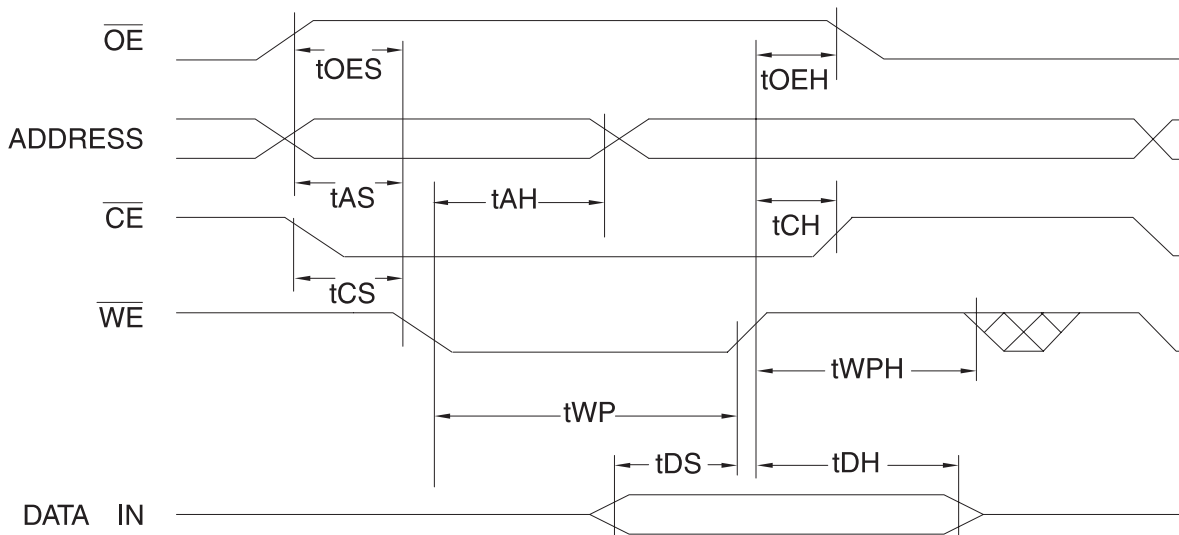 OE
tOES
tOEH
ADDRESS
tAS
tAH
CE
tCH
tCS
WE
tWPH
tWP
tDS
tDH
DATA IN